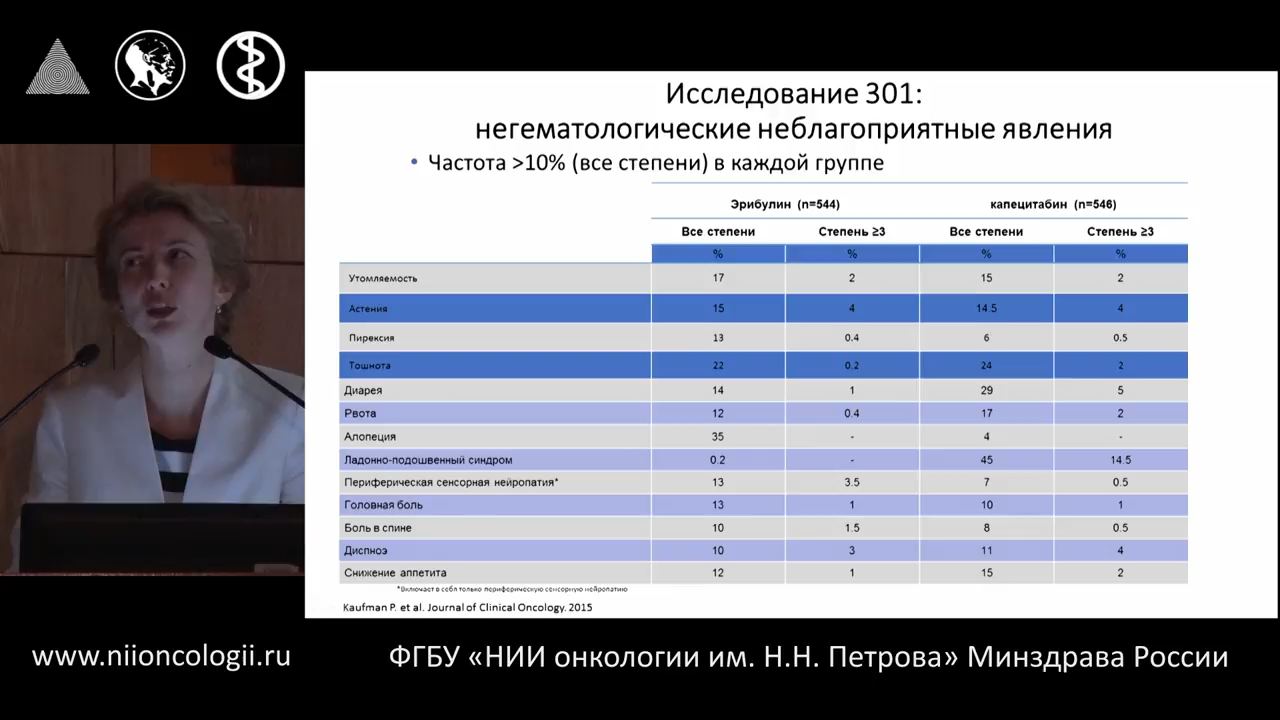 Исследование 301:
негематологические неблагоприятные явления
• Частота >10% (все степени) в каждой группе
Эрибулин (n=544) капецитабин (n=546)
Все степени Степень ≥3 Все степени Степень ≥3
% % % %
Утомляемость 17 2 15 2
Астения 15 4 14.5 4
Пирексия 13 0.4 6 0.5
Тошнота 22 0.2 24 2
Диарея 14 1 29 5
Рвота 12 0.4 17 2
Алопеция 35 - 4 -
Ладонно-подошвенный синдром 0.2 - 45 14.5
Периферическая сенсорная нейропатия* 13 3.5 7 0.5
Головная боль 13 1 10 1
Боль в спине 10 1.5 8 0.5
Диспноэ 10 3 11 4
Снижение аппетита 12 1 15 2
*Включает в себя только периферическую сенсорную нейропатию
Kaufman P. et al. Journal of Clinical Oncology. 2015
www.niioncologii.ru
ФГБУ «НИИ онкологии им. Н.Н. Петрова» Минздрава России